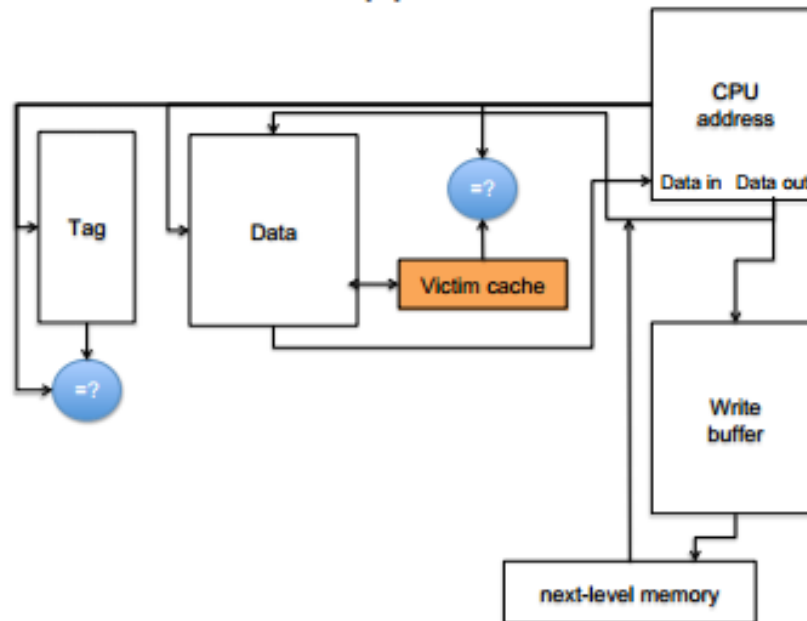 CPU
address
Data in Data out
=?
Tag
Data
Victim cache
=?
Write
buffer
next-level memory